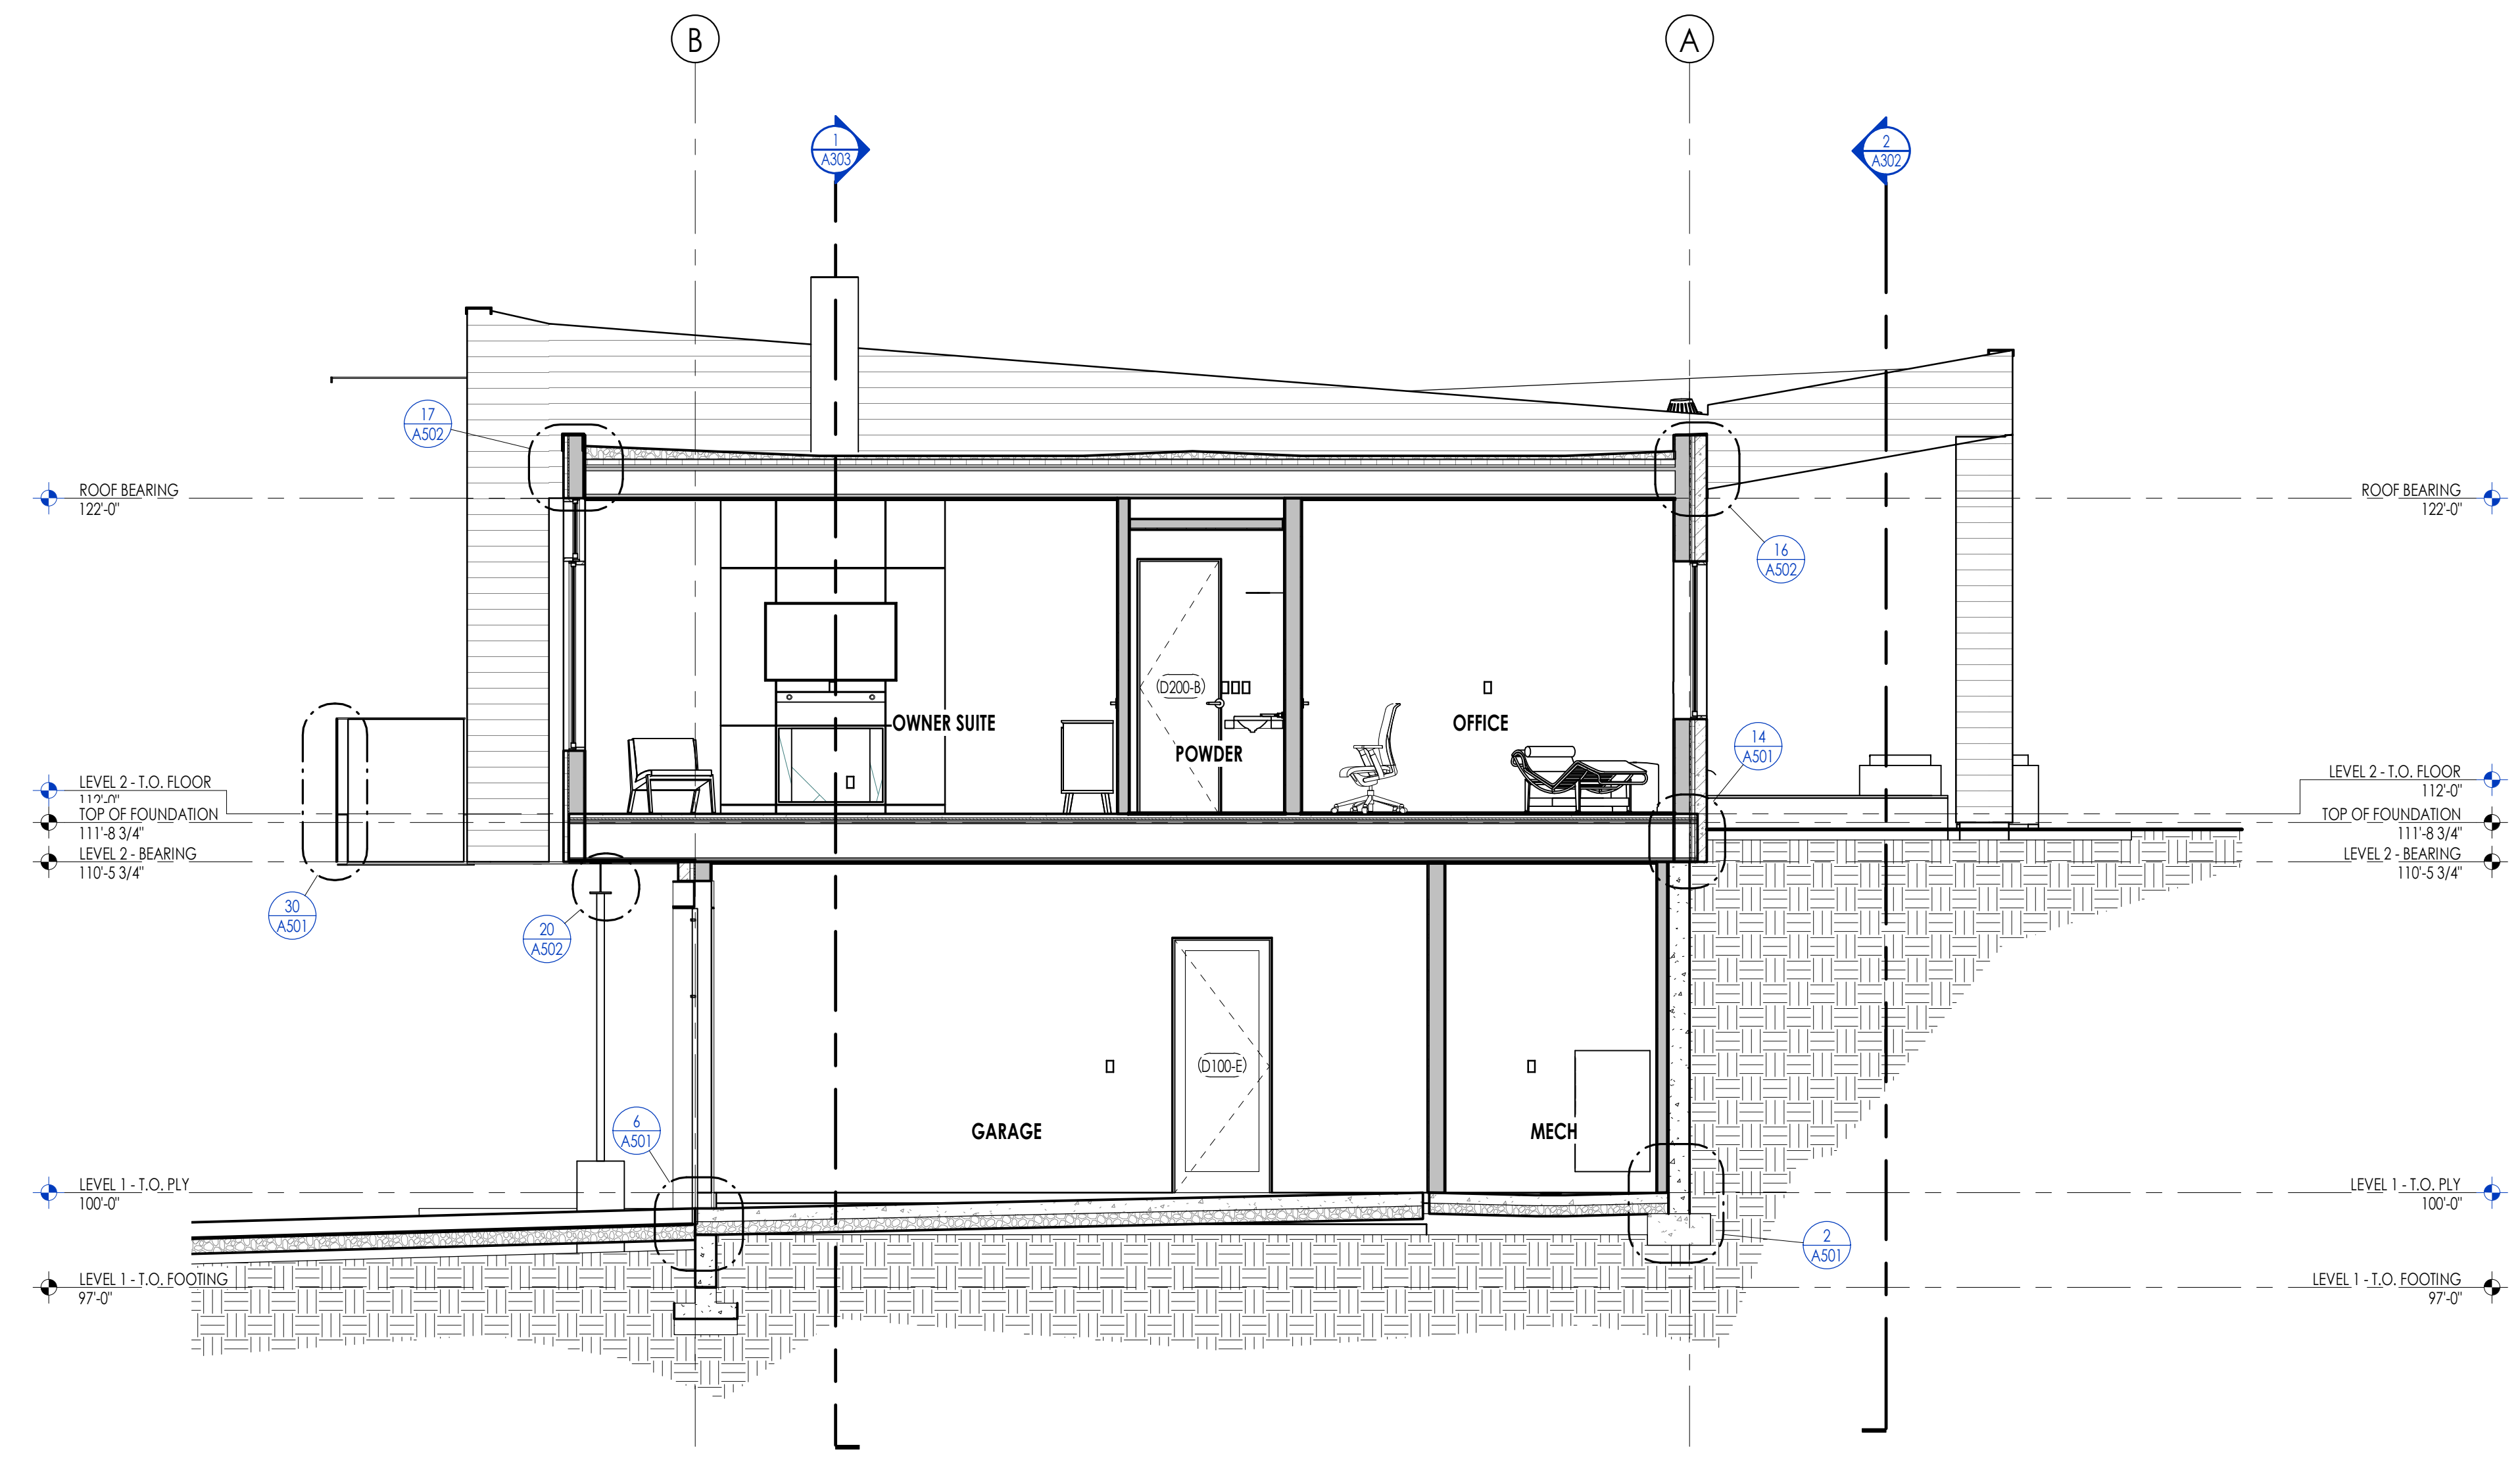 B
A
1
A303
2
A302
17
A502
ROOF BEARING
122'-0"
ROOF BEARING
122'-0"
16
A502
(D200-B)
OWNER SUITE
POWDER
OFFICE
14
A501
LEVEL 2 - T.O. FLOOR
112'-0"
TOP OF FOUNDATION
111'-8 3/4"
LEVEL 2 - BEARING
110'-5 3/4"
LEVEL 2 - T.O. FLOOR
112'-0"
TOP OF FOUNDATION
111'-8 3/4"
LEVEL 2 - BEARING
110'-5 3/4"
30
A501
20
A502
(D100-E)
6
A501
GARAGE
MECH
LEVEL 1 - T.O. PLY
100'-0"
LEVEL 1 - T.O. PLY
100'-0"
2
A501
LEVEL 1 - T.O. FOOTING
97'-0"
LEVEL 1 - T.O. FOOTING
97'-0"